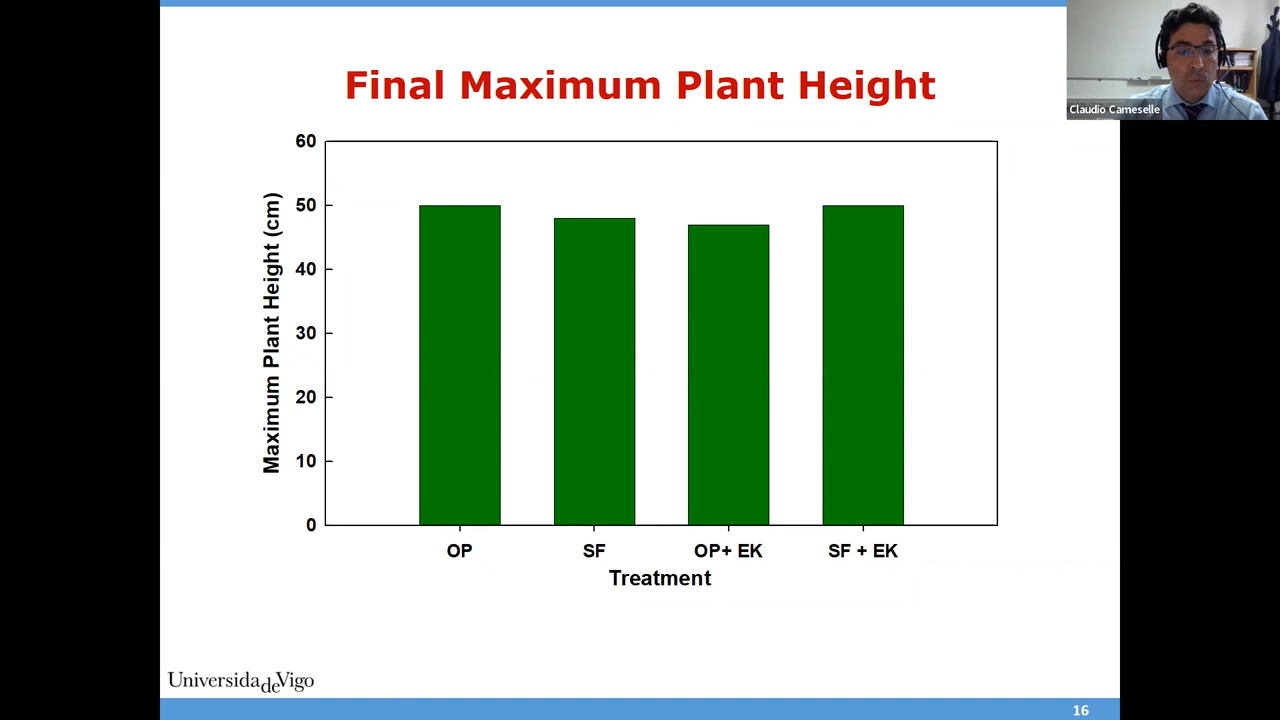 Final Maximum Plant Height
Claudio Cameselle
60
50
40
30
20
10
0
Maximum Plant Height (cm)
OP SF OP+ EK SF + EK
Treatment
UniversidadeVigo
16